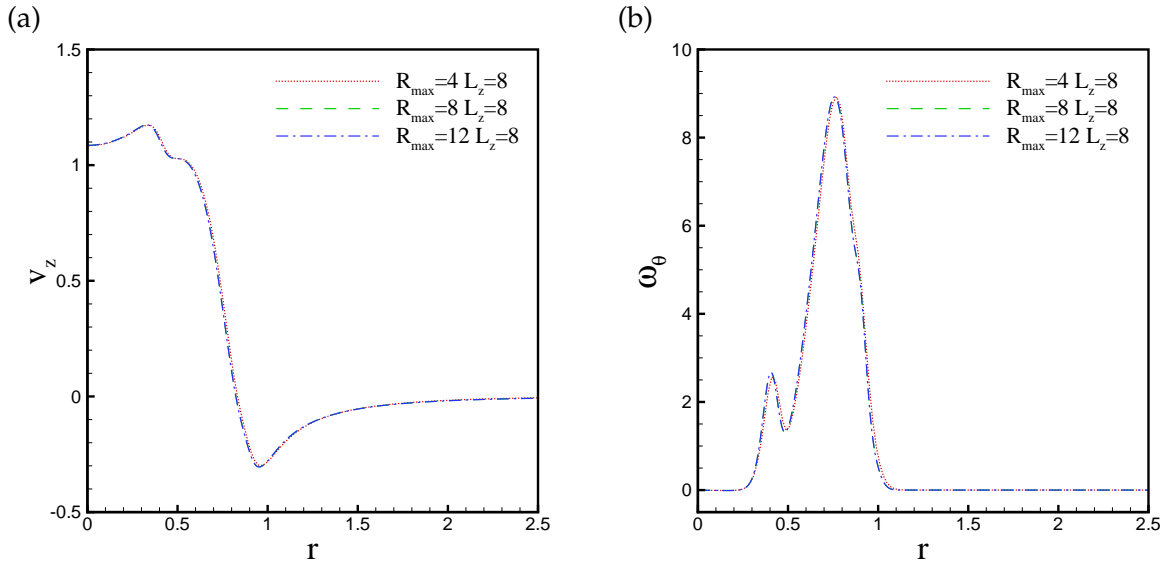 (a)
1.5
1
0.5
0
-0.5
v_z
0 0.5 1 1.5 2 2.5
r
R_max=4 L_z=8
R_max=8 L_z=8
R_max=12 L_z=8
(b)
10
8
6
4
2
0
ω_θ
0 0.5 1 1.5 2 2.5
r
R_max=4 L_z=8
R_max=8 L_z=8
R_max=12 L_z=8